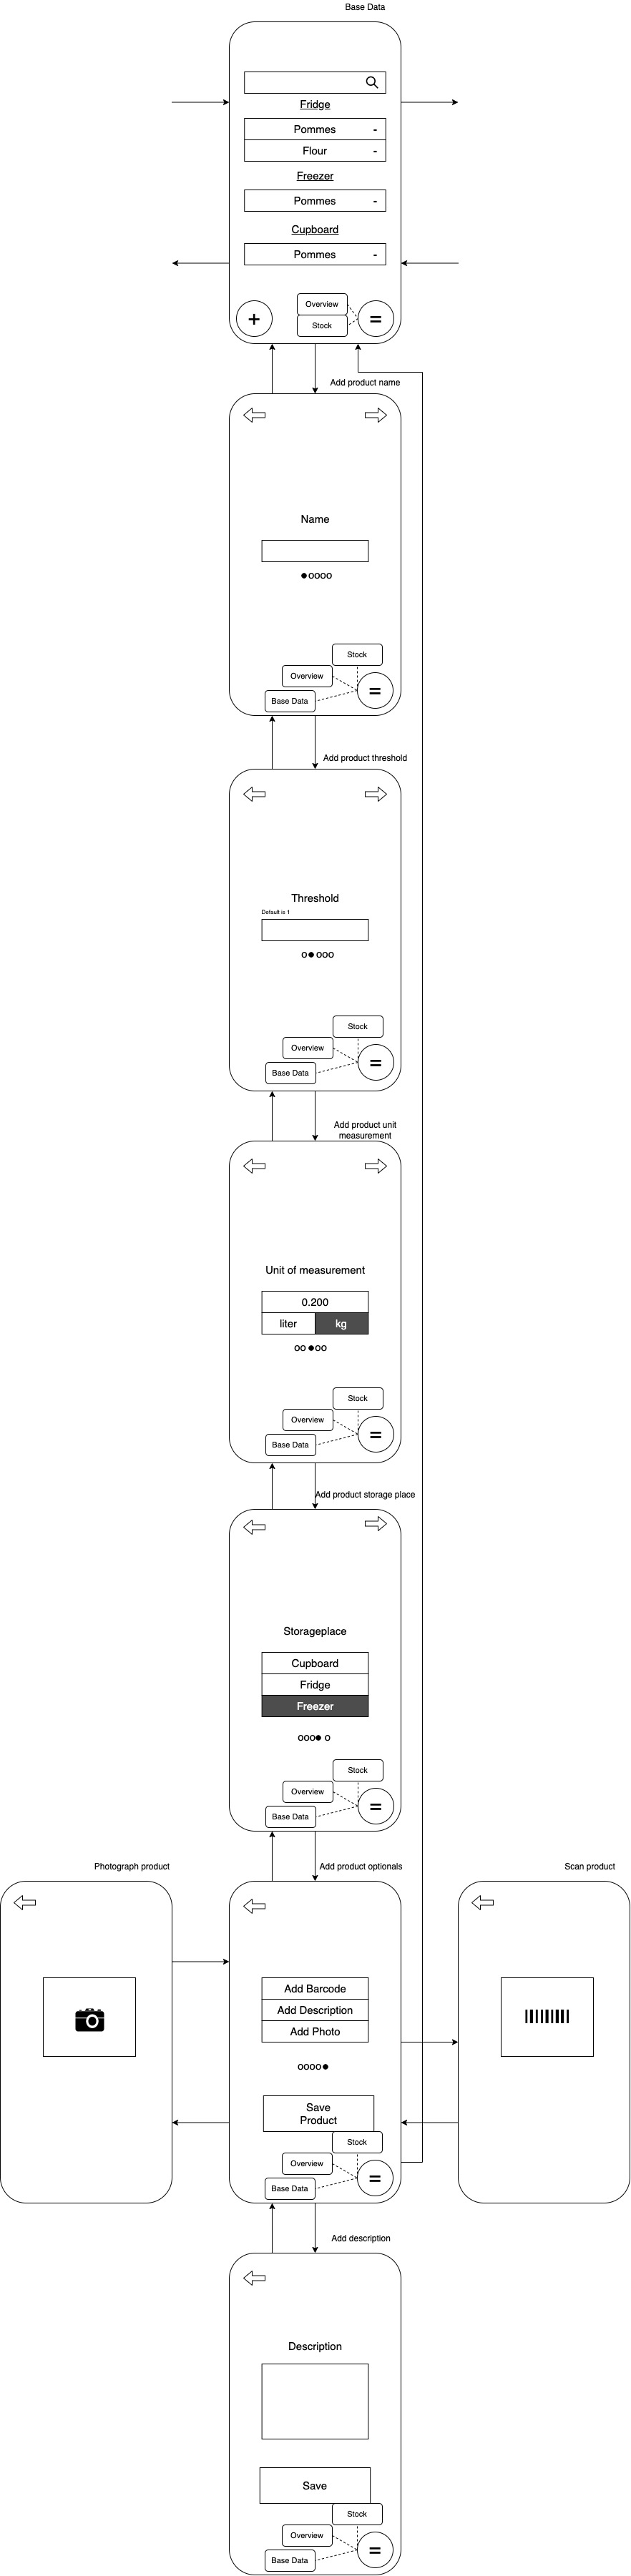 Base Data
Fridge
Pommes -
Flour -
Freezer
Pommes -
Cupboard
Pommes -
Overview
+ =
Stock
Add product name
Name
●oooo
Stock
Overview
=
Base Data
Add product threshold
Threshold
Default is 1
o●ooo
Stock
Overview
=
Base Data
Add product unit
measurement
Unit of measurement
0.200
liter kg
oo●oo
Stock
Overview
=
Base Data
Add product storage place
Storageplace
Cupboard
Fridge
Freezer
ooo● o
Stock
Overview
=
Base Data
Photograph product
Add product optionals
Scan product
Add Barcode
Add Description
Add Photo
oooo●
Save
Product
Stock
Overview
=
Base Data
Add description
Description
Save
Stock
Overview
=
Base Data